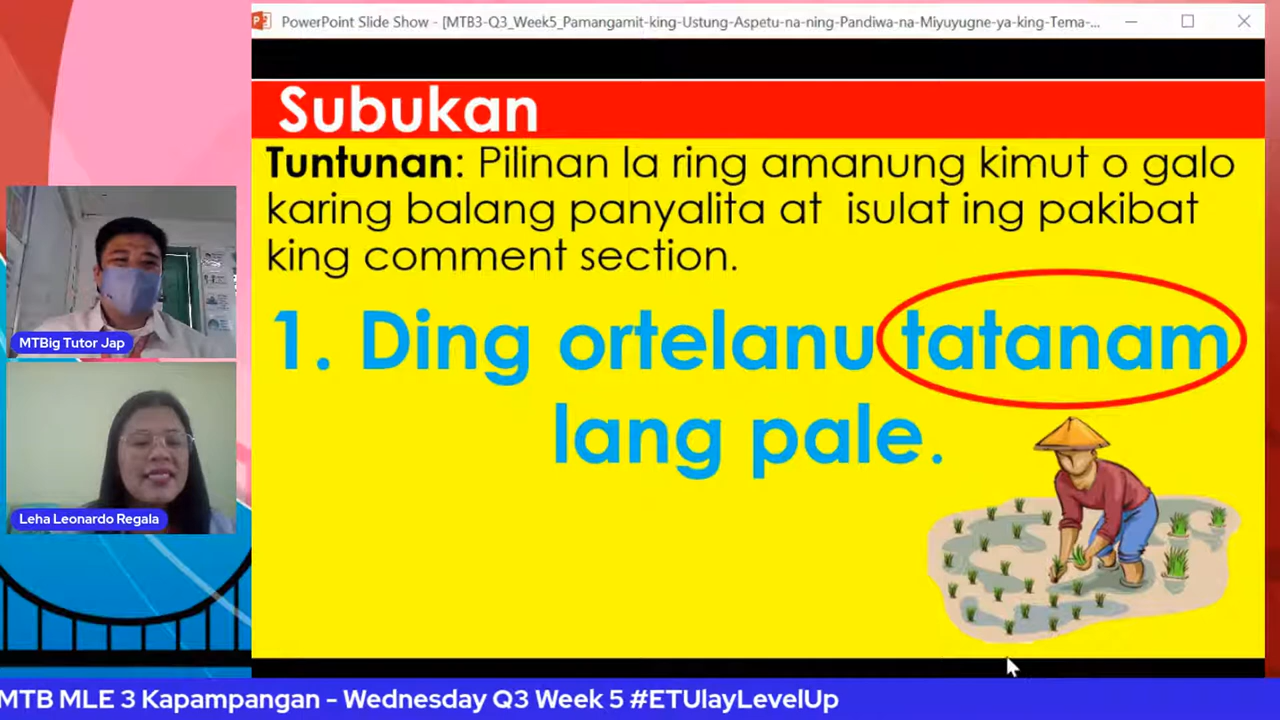 PowerPoint Slide Show - [MTB3-Q3_Week5_Pamangamit-king-Ustung-Aspetu-na-ning-Pandiwa-na-Miyuyugne-ya-king-Tema-...
Subukan
Tuntunan: Pilinan la ring amanung kimut o galo
karing balang panyalita at isulat ing pakibat
king comment section.
1. Ding ortelanu tatanam
lang pale.
MTBig Tutor Jap
Leha Leonardo Regala
MTB MLE 3 Kapampangan - Wednesday Q3 Week 5 #ETUlayLevelUp